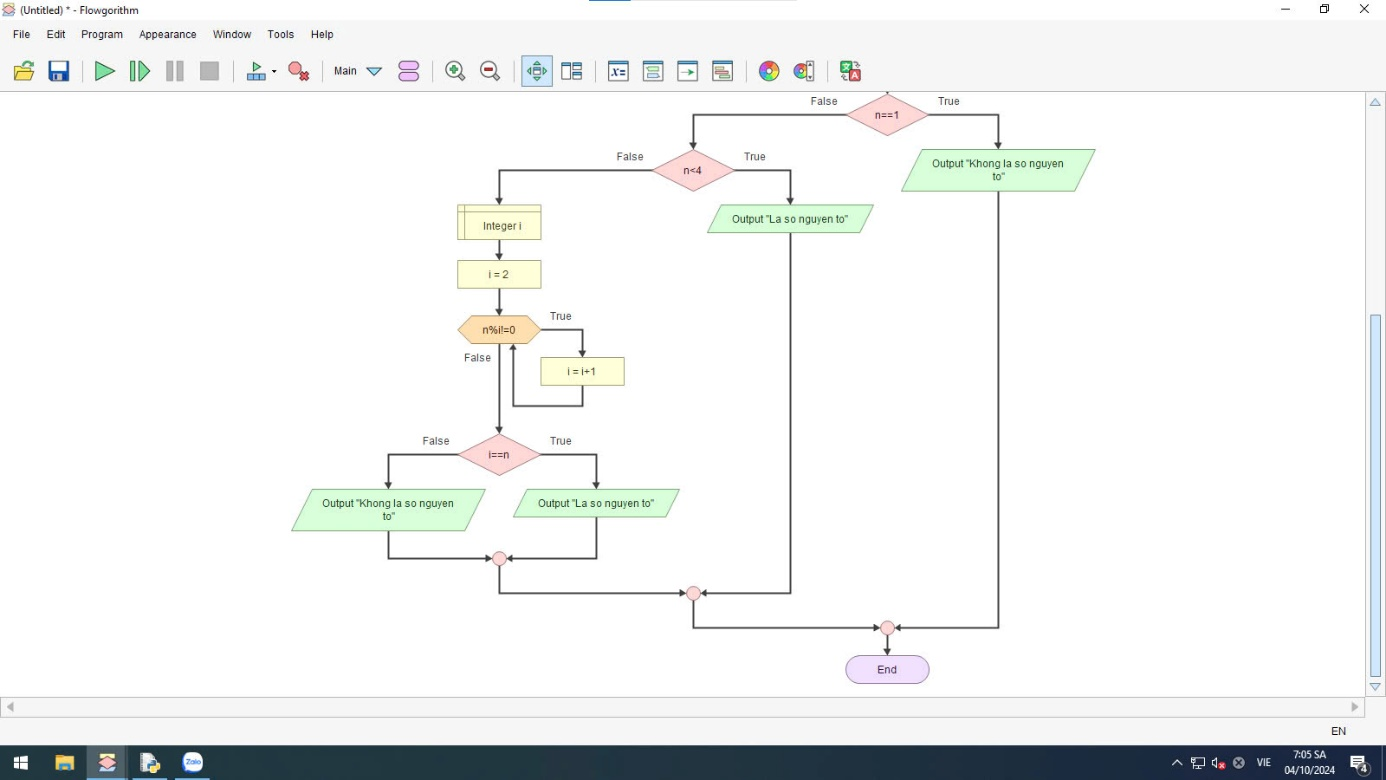 (Untitled) * - Flowgorithm
File Edit Program Appearance Window Tools Help
Main
x=
False
n==1
True
Output "Khong la so nguyen
to"
False
n<4
True
Output "La so nguyen to"
Integer i
i = 2
n%i!=0
True
False
i = i+1
False
i==n
True
Output "Khong la so nguyen
to"
Output "La so nguyen to"
End
EN
Zalo
VIE
7:05 SA
04/10/2024
4